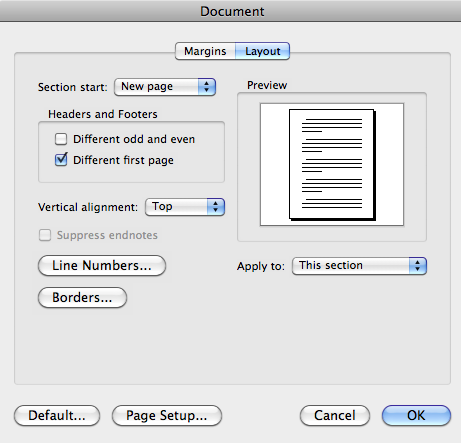 Document
Margins
Layout
Section start:
New page
Headers and Footers
Different odd and even
Different first page
Vertical alignment:
Top
Suppress endnotes
Line Numbers...
Borders...
Preview
Apply to:
This section
Default...
Page Setup...
Cancel
OK